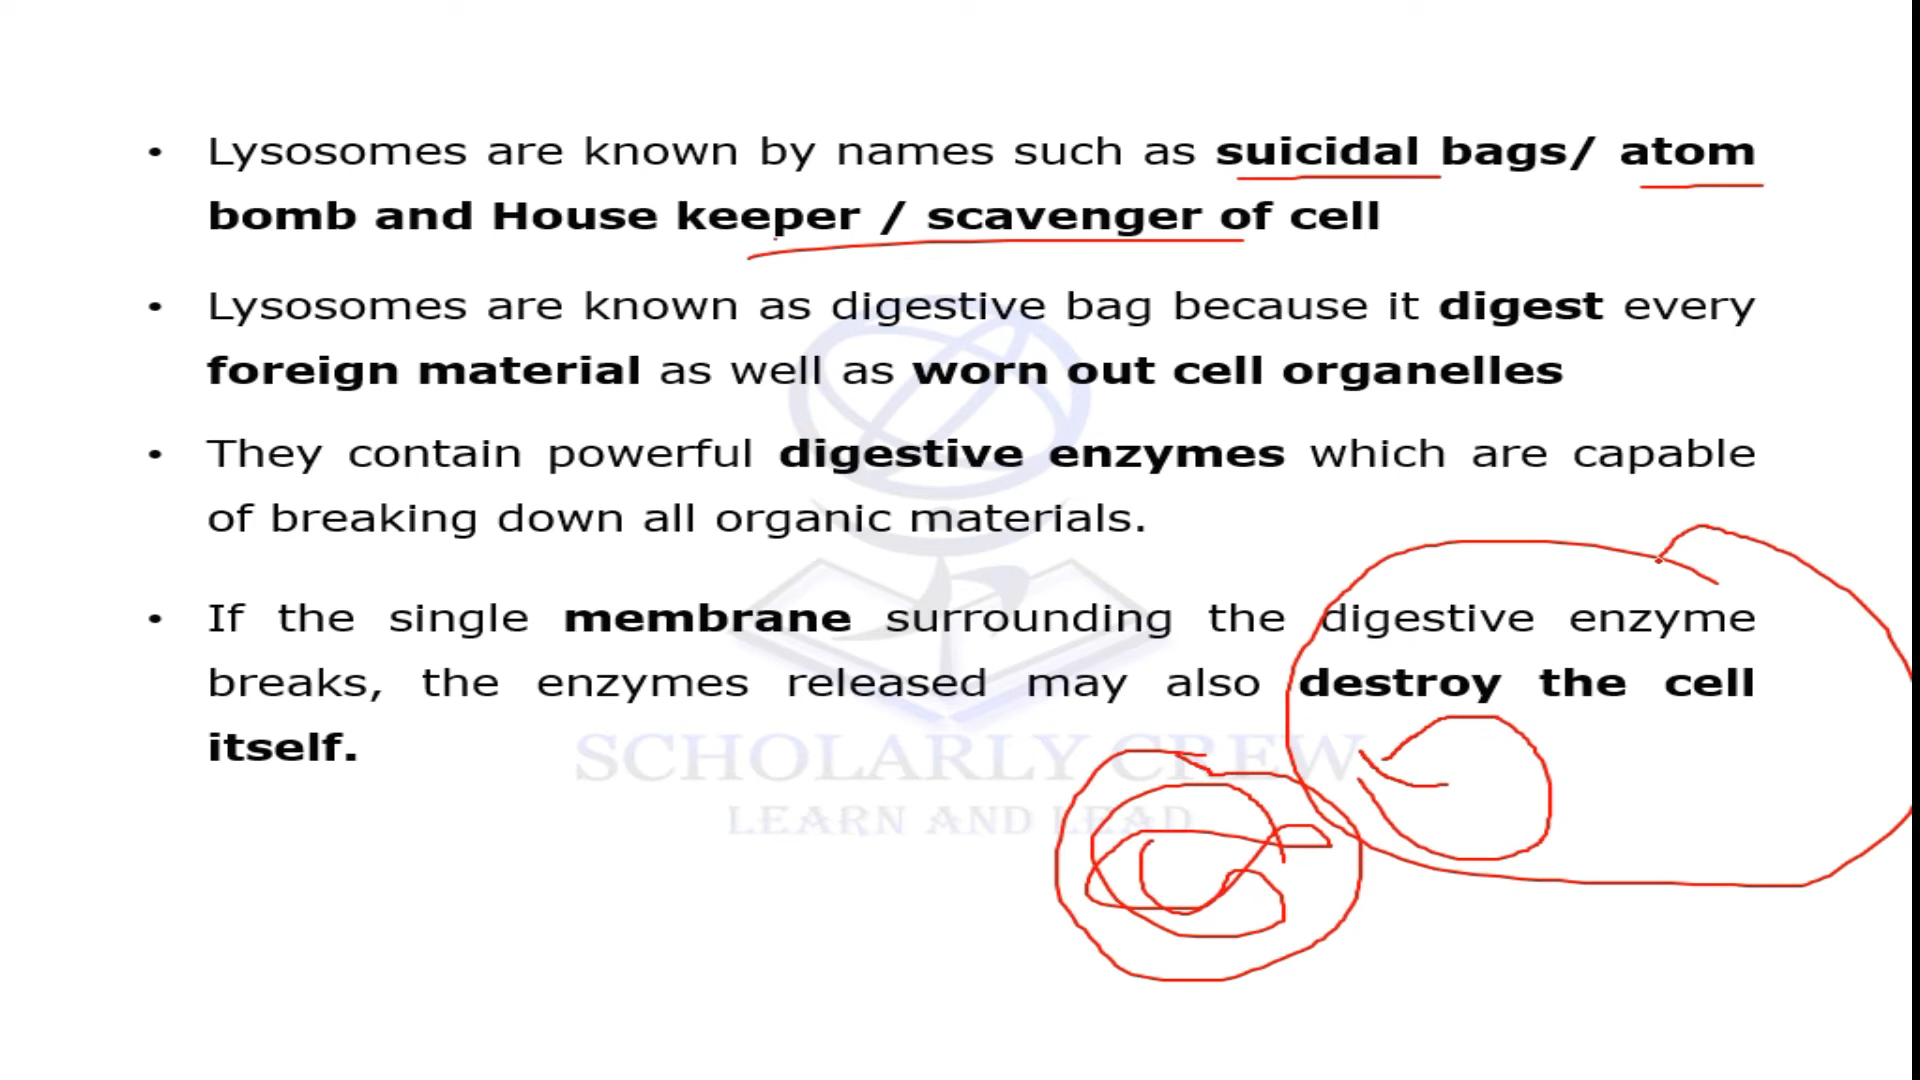 • Lysosomes are known by names such as suicidal bags/ atom
bomb and House keeper / scavenger of cell
• Lysosomes are known as digestive bag because it digest every
foreign material as well as worn out cell organelles
• They contain powerful digestive enzymes which are capable
of breaking down all organic materials.
• If the single membrane surrounding the digestive enzyme
breaks, the enzymes released may also destroy the cell
itself.
SCHOLARLY CREW
LEARN AND LEAD